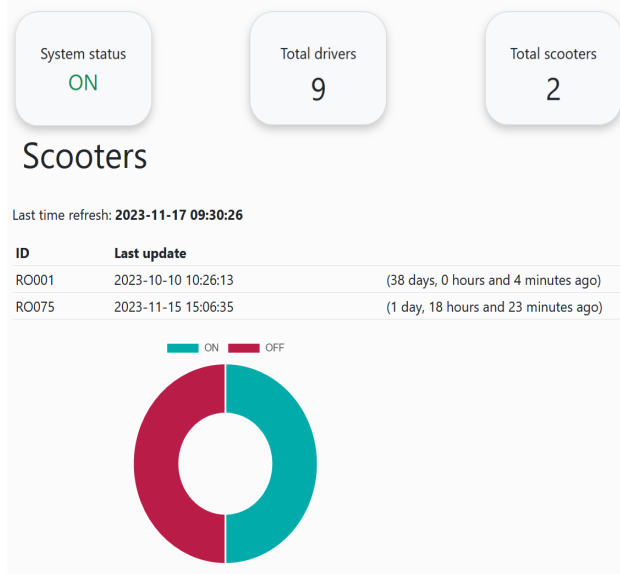 System status
ON
Total drivers
9
Total scooters
2
Scooters
Last time refresh: 2023-11-17 09:30:26
ID Last update
RO001 2023-10-10 10:26:13 (38 days, 0 hours and 4 minutes ago)
RO075 2023-11-15 15:06:35 (1 day, 18 hours and 23 minutes ago)
ON OFF